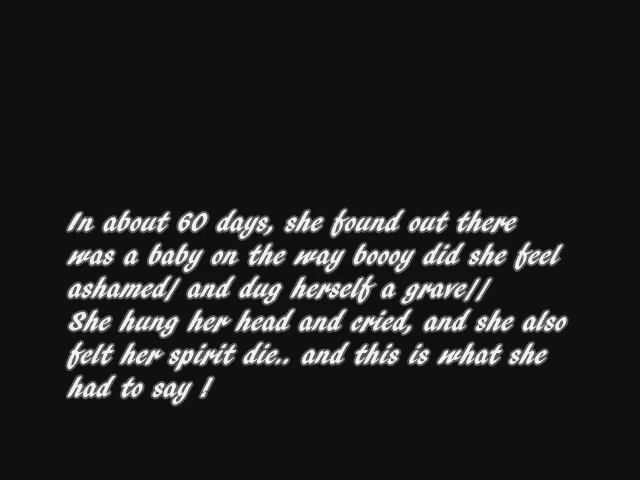 In about 60 days, she found out there
was a baby on the way boooy did she feel
ashamed/ and dug herself a grave//
She hung her head and cried, and she also
felt her spirit die.. and this is what she
had to say !